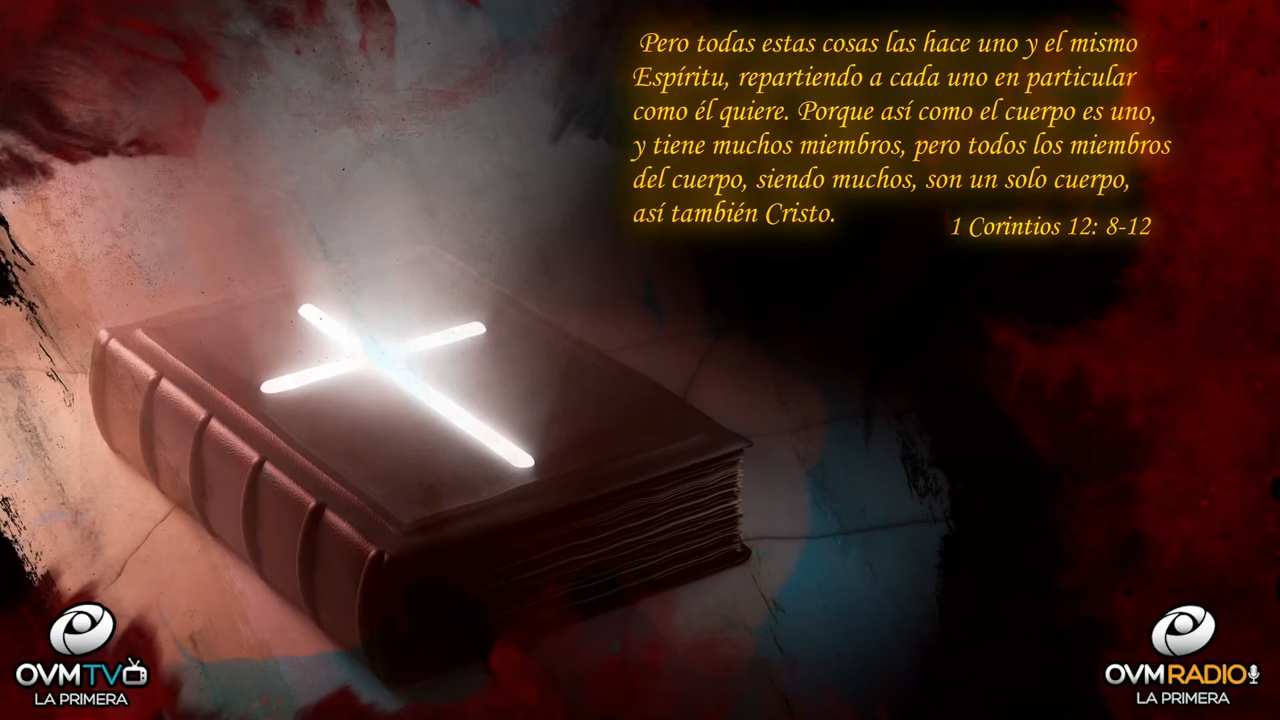 Pero todas estas cosas las hace uno y el mismo
Espíritu, repartiendo a cada uno en particular
como él quiere. Porque así como el cuerpo es uno,
y tiene muchos miembros, pero todos los miembros
del cuerpo, siendo muchos, son un solo cuerpo,
así también Cristo.
1 Corintios 12: 8-12
OVMTV
LA PRIMERA
OVMRADIO
LA PRIMERA